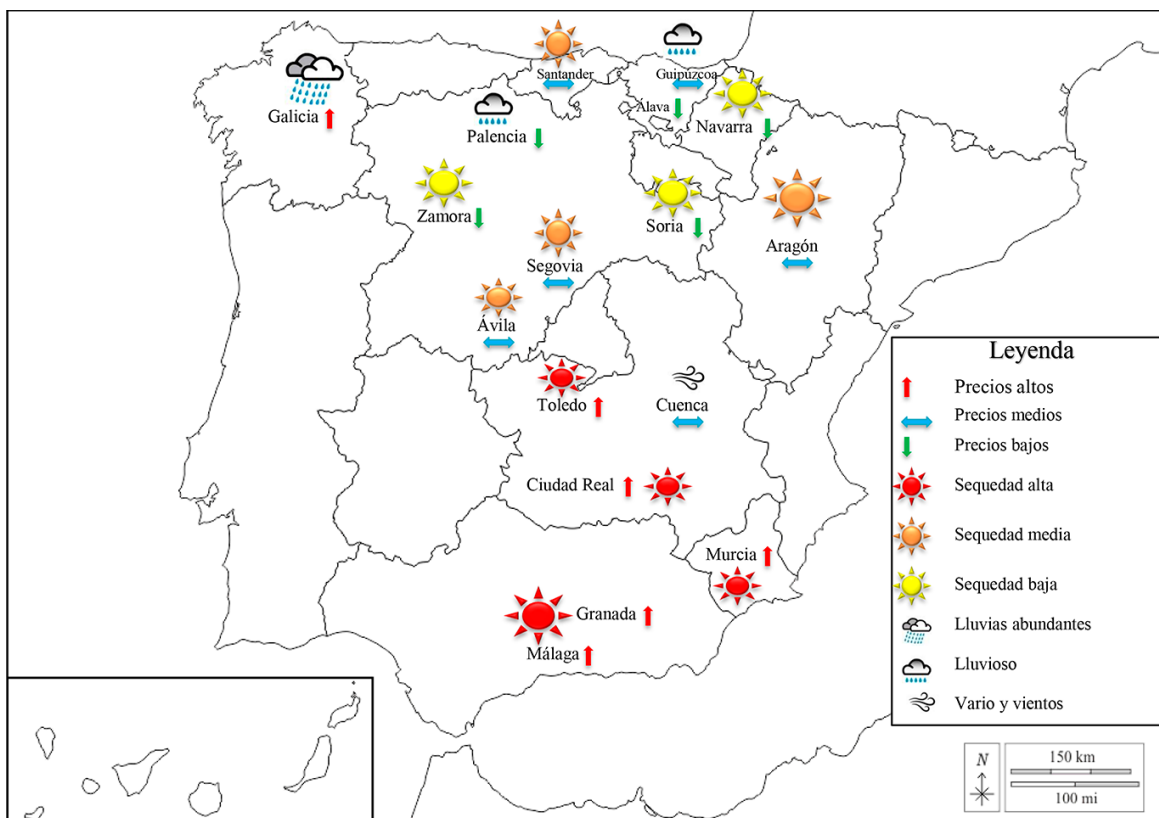 Santander
Guipúzcoa
Galicia
Álava
Navarra
Palencia
Zamora
Soria
Aragón
Segovia
Ávila
Toledo
Cuenca
Ciudad Real
Murcia
Granada
Málaga
Leyenda
Precios altos
Precios medios
Precios bajos
Sequedad alta
Sequedad media
Sequedad baja
Lluvias abundantes
Lluvioso
Vario y vientos
N
150 km
100 mi